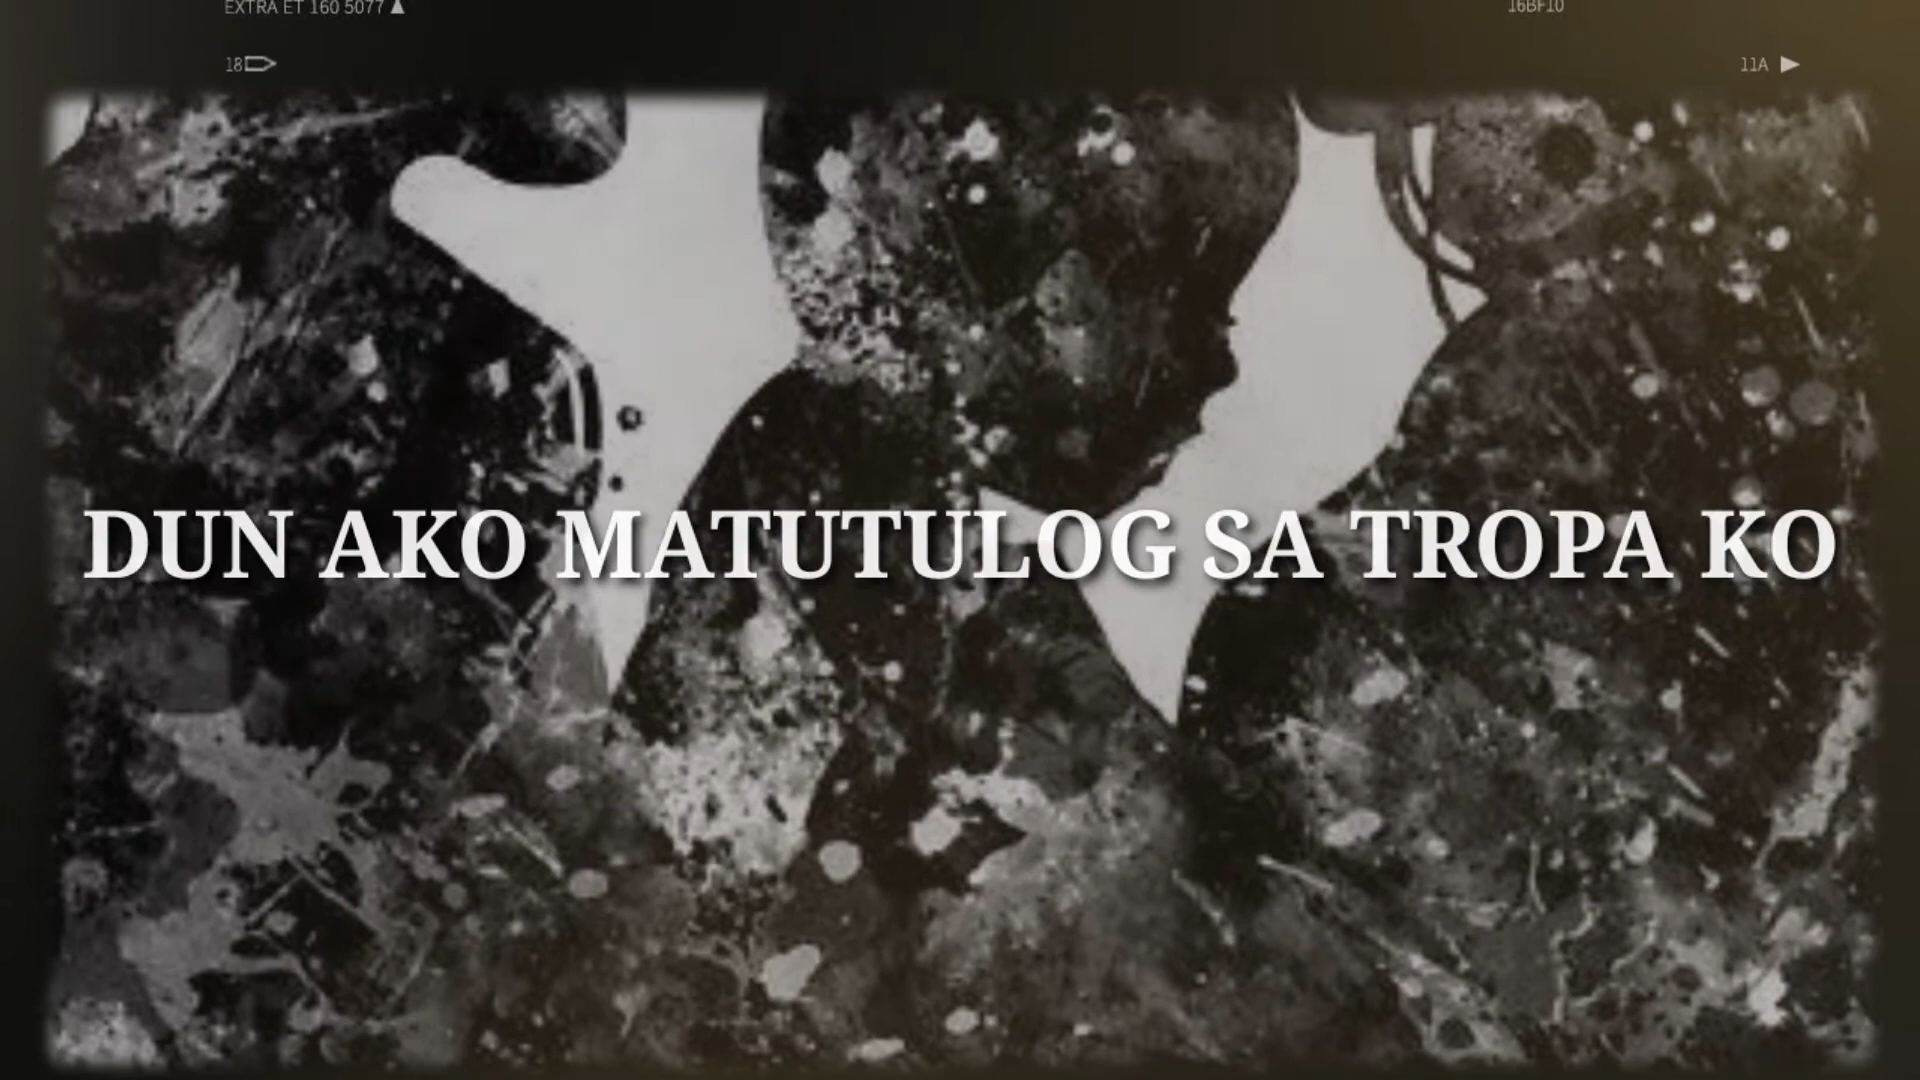 EXTRA ET 160 5077 ▲
16BF10
18
11A ▶
DUN AKO MATUTULOG SA TROPA KO